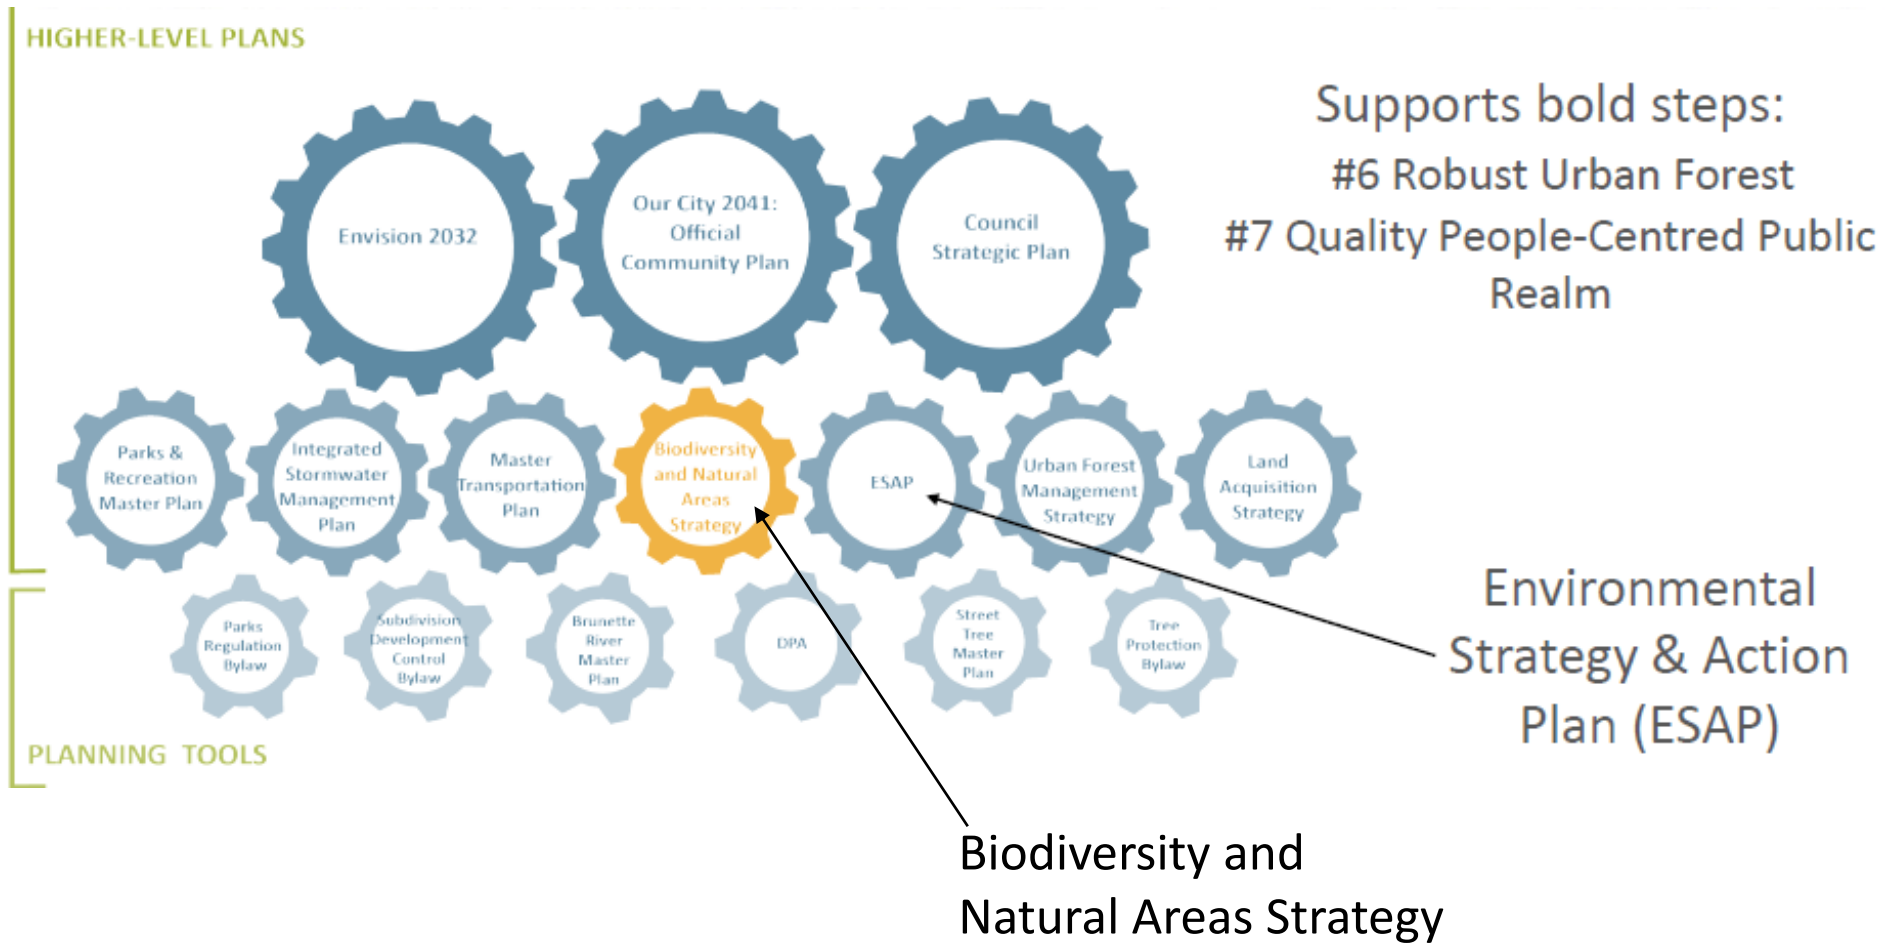 HIGHER-LEVEL PLANS
Supports bold steps:
#6 Robust Urban Forest
#7 Quality People-Centred Public
Realm
Envision 2032
Our City 2041:
Official
Community Plan
Council
Strategic Plan
Parks &
Recreation
Master Plan
Integrated
Stormwater
Management
Plan
Master
Transportation
Plan
Biodiversity
and Natural
Areas
Strategy
ESAP
Urban Forest
Management
Strategy
Land
Acquisition
Strategy
Parks
Regulation
Bylaw
Subdivision
Development
Control
Bylaw
Brunette
River
Master
Plan
DPA
Street
Tree
Master
Plan
Tree
Protection
Bylaw
Environmental
Strategy & Action
Plan (ESAP)
PLANNING TOOLS
Biodiversity and
Natural Areas Strategy